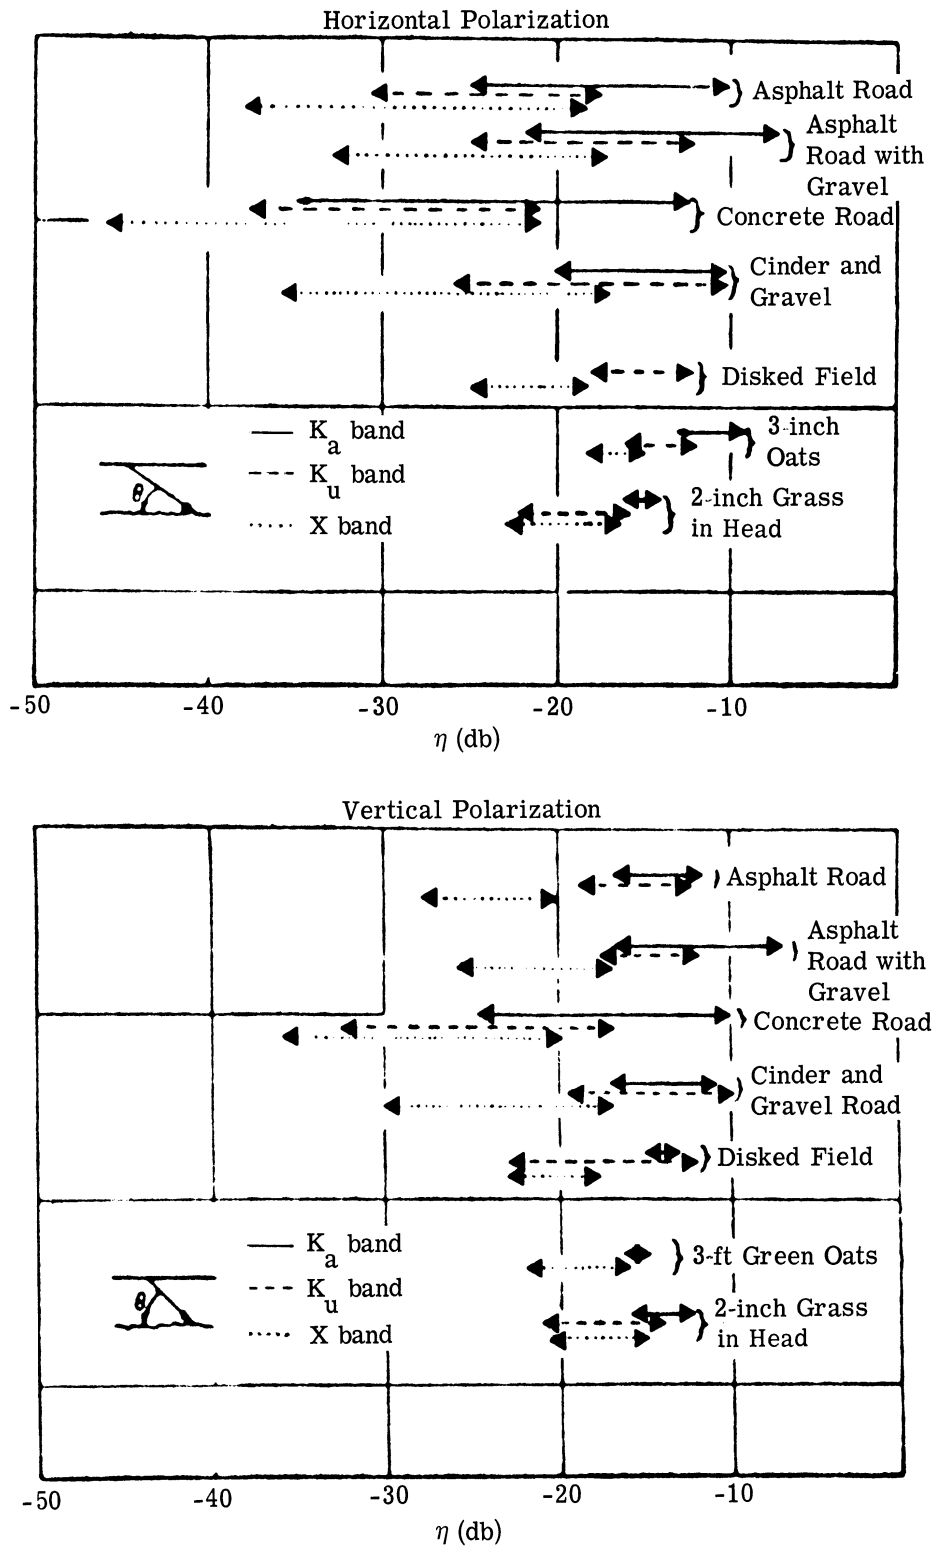 Horizontal Polarization
Asphalt Road
Asphalt
Road with
Gravel
Concrete Road
Cinder and
Gravel
Disked Field
3-inch
Oats
2-inch Grass
in Head
θ
Ka band
Ku band
X band
-50 -40 -30 -20 -10
η (db)
Vertical Polarization
Asphalt Road
Asphalt
Road with
Gravel
Concrete Road
Cinder and
Gravel Road
Disked Field
3-ft Green Oats
2-inch Grass
in Head
θ
Ka band
Ku band
X band
-50 -40 -30 -20 -10
η (db)